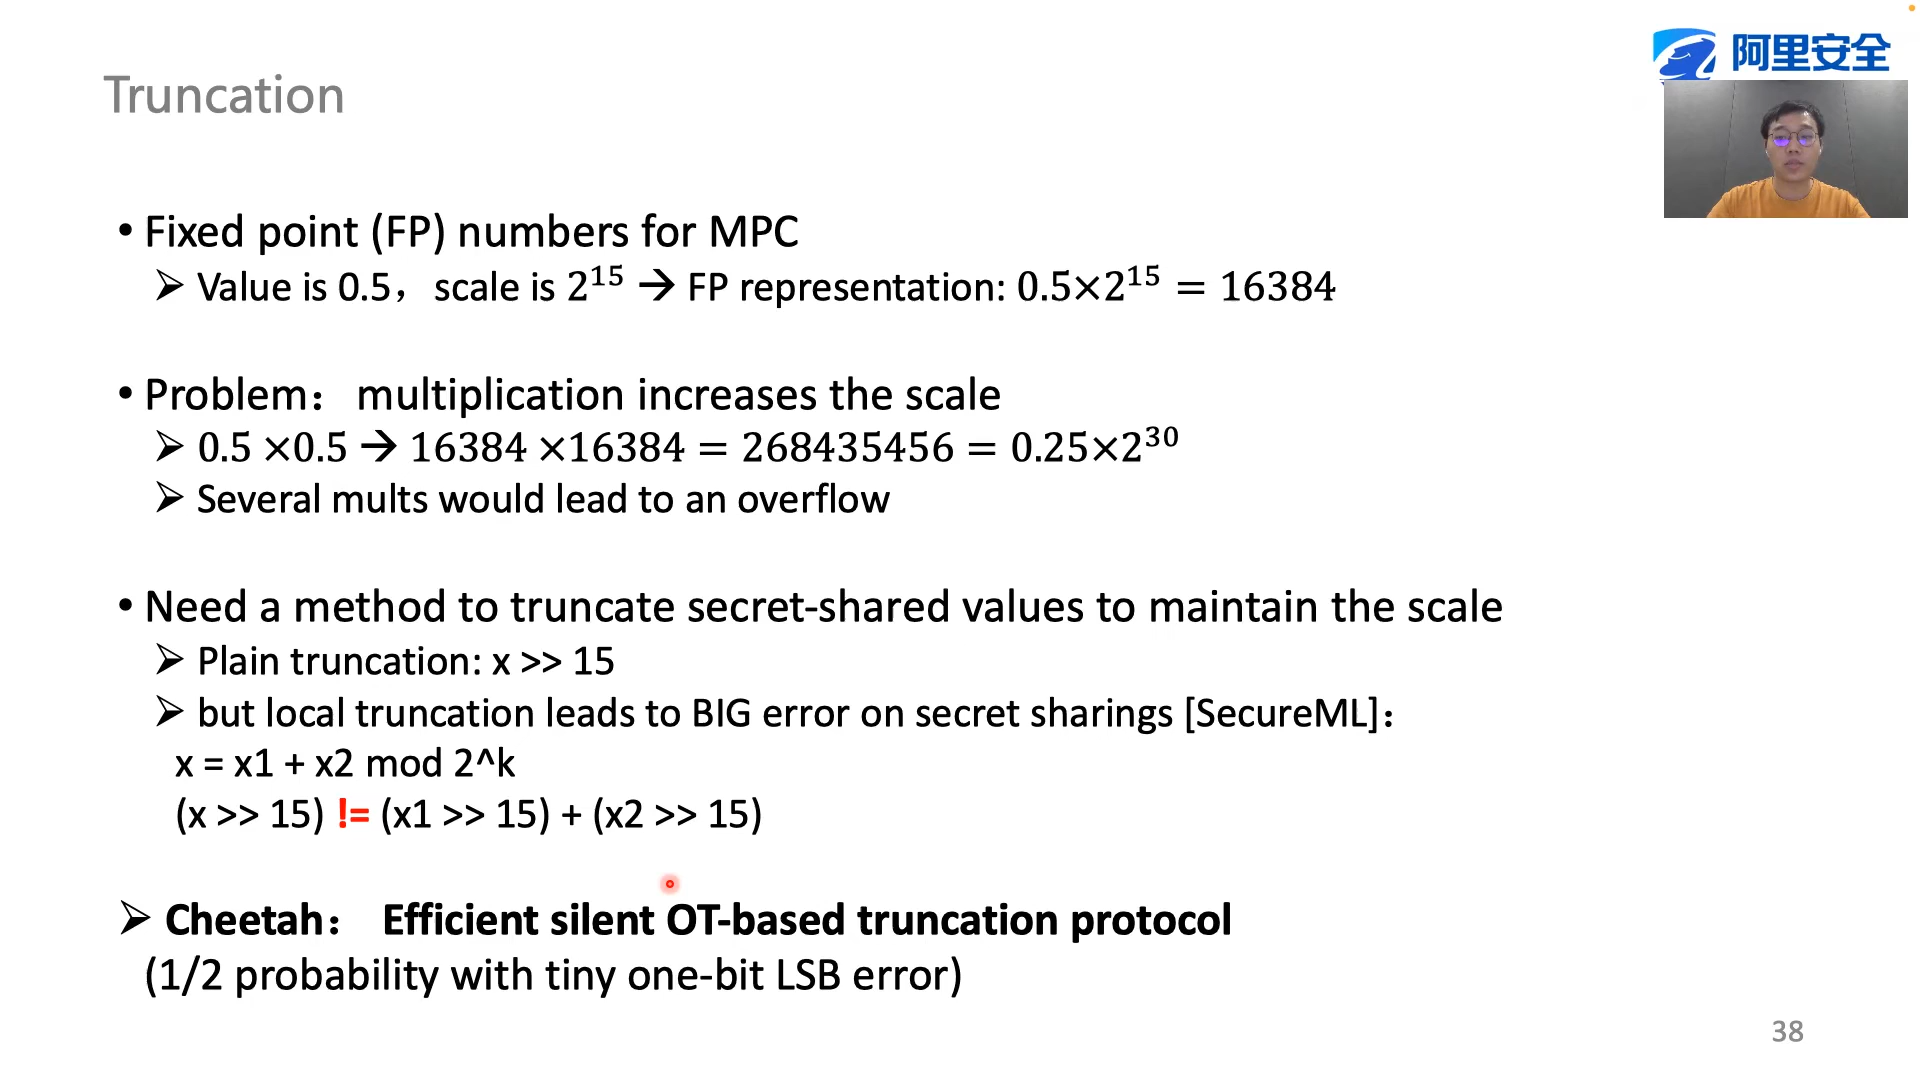 阿里安全
Truncation
• Fixed point (FP) numbers for MPC
➢ Value is 0.5，scale is 2¹⁵ → FP representation: 0.5×2¹⁵ = 16384
• Problem： multiplication increases the scale
➢ 0.5 ×0.5 → 16384 ×16384 = 268435456 = 0.25×2³⁰
➢ Several mults would lead to an overflow
• Need a method to truncate secret-shared values to maintain the scale
➢ Plain truncation: x >> 15
➢ but local truncation leads to BIG error on secret sharings [SecureML]：
x = x1 + x2 mod 2^k
(x >> 15) != (x1 >> 15) + (x2 >> 15)
➢ Cheetah： Efficient silent OT-based truncation protocol
(1/2 probability with tiny one-bit LSB error)
38